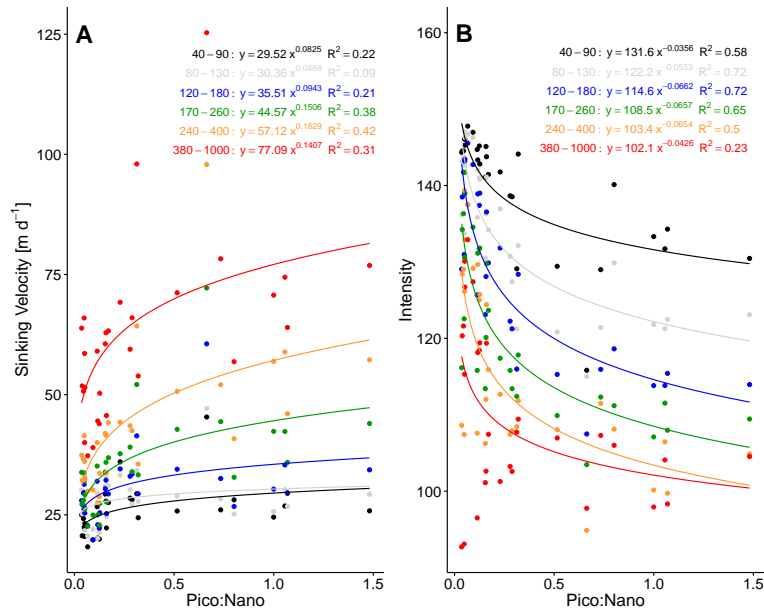 A
40−90: y = 29.52 x^0.0825 R² = 0.22
80−130: y = 30.36 x^0.0488 R² = 0.09
120−180: y = 35.51 x^0.0943 R² = 0.21
170−260: y = 44.57 x^0.1506 R² = 0.38
240−400: y = 57.12 x^0.1829 R² = 0.42
380−1000: y = 77.09 x^0.1407 R² = 0.31
Sinking Velocity [m d⁻¹]
125
100
75
50
25
0.0 0.5 1.0 1.5
Pico:Nano
B
40−90: y = 131.6 x^−0.0356 R² = 0.58
80−130: y = 122.2 x^−0.0533 R² = 0.72
120−180: y = 114.6 x^−0.0662 R² = 0.72
170−260: y = 108.5 x^−0.0657 R² = 0.65
240−400: y = 103.4 x^−0.0654 R² = 0.5
380−1000: y = 102.1 x^−0.0426 R² = 0.23
Intensity
160
140
120
100
0.0 0.5 1.0 1.5
Pico:Nano